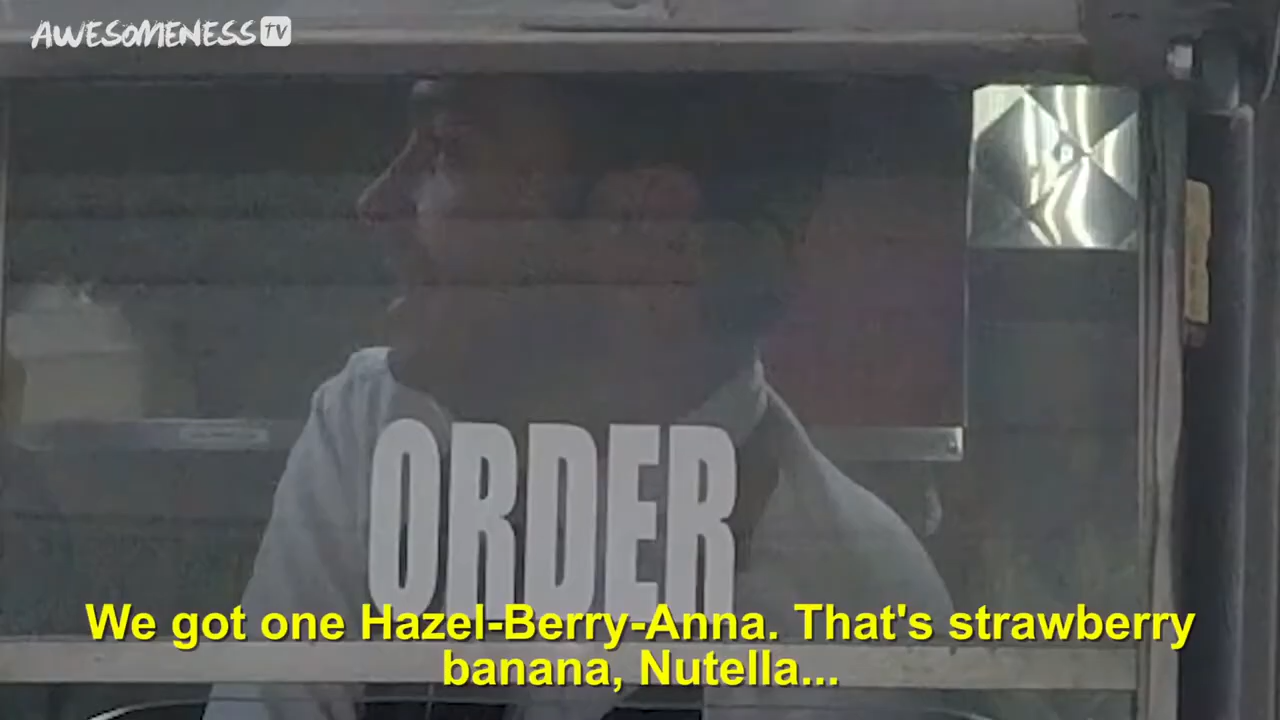 AWESOMENESS TV
ORDER
We got one Hazel-Berry-Anna. That's strawberry
banana, Nutella...